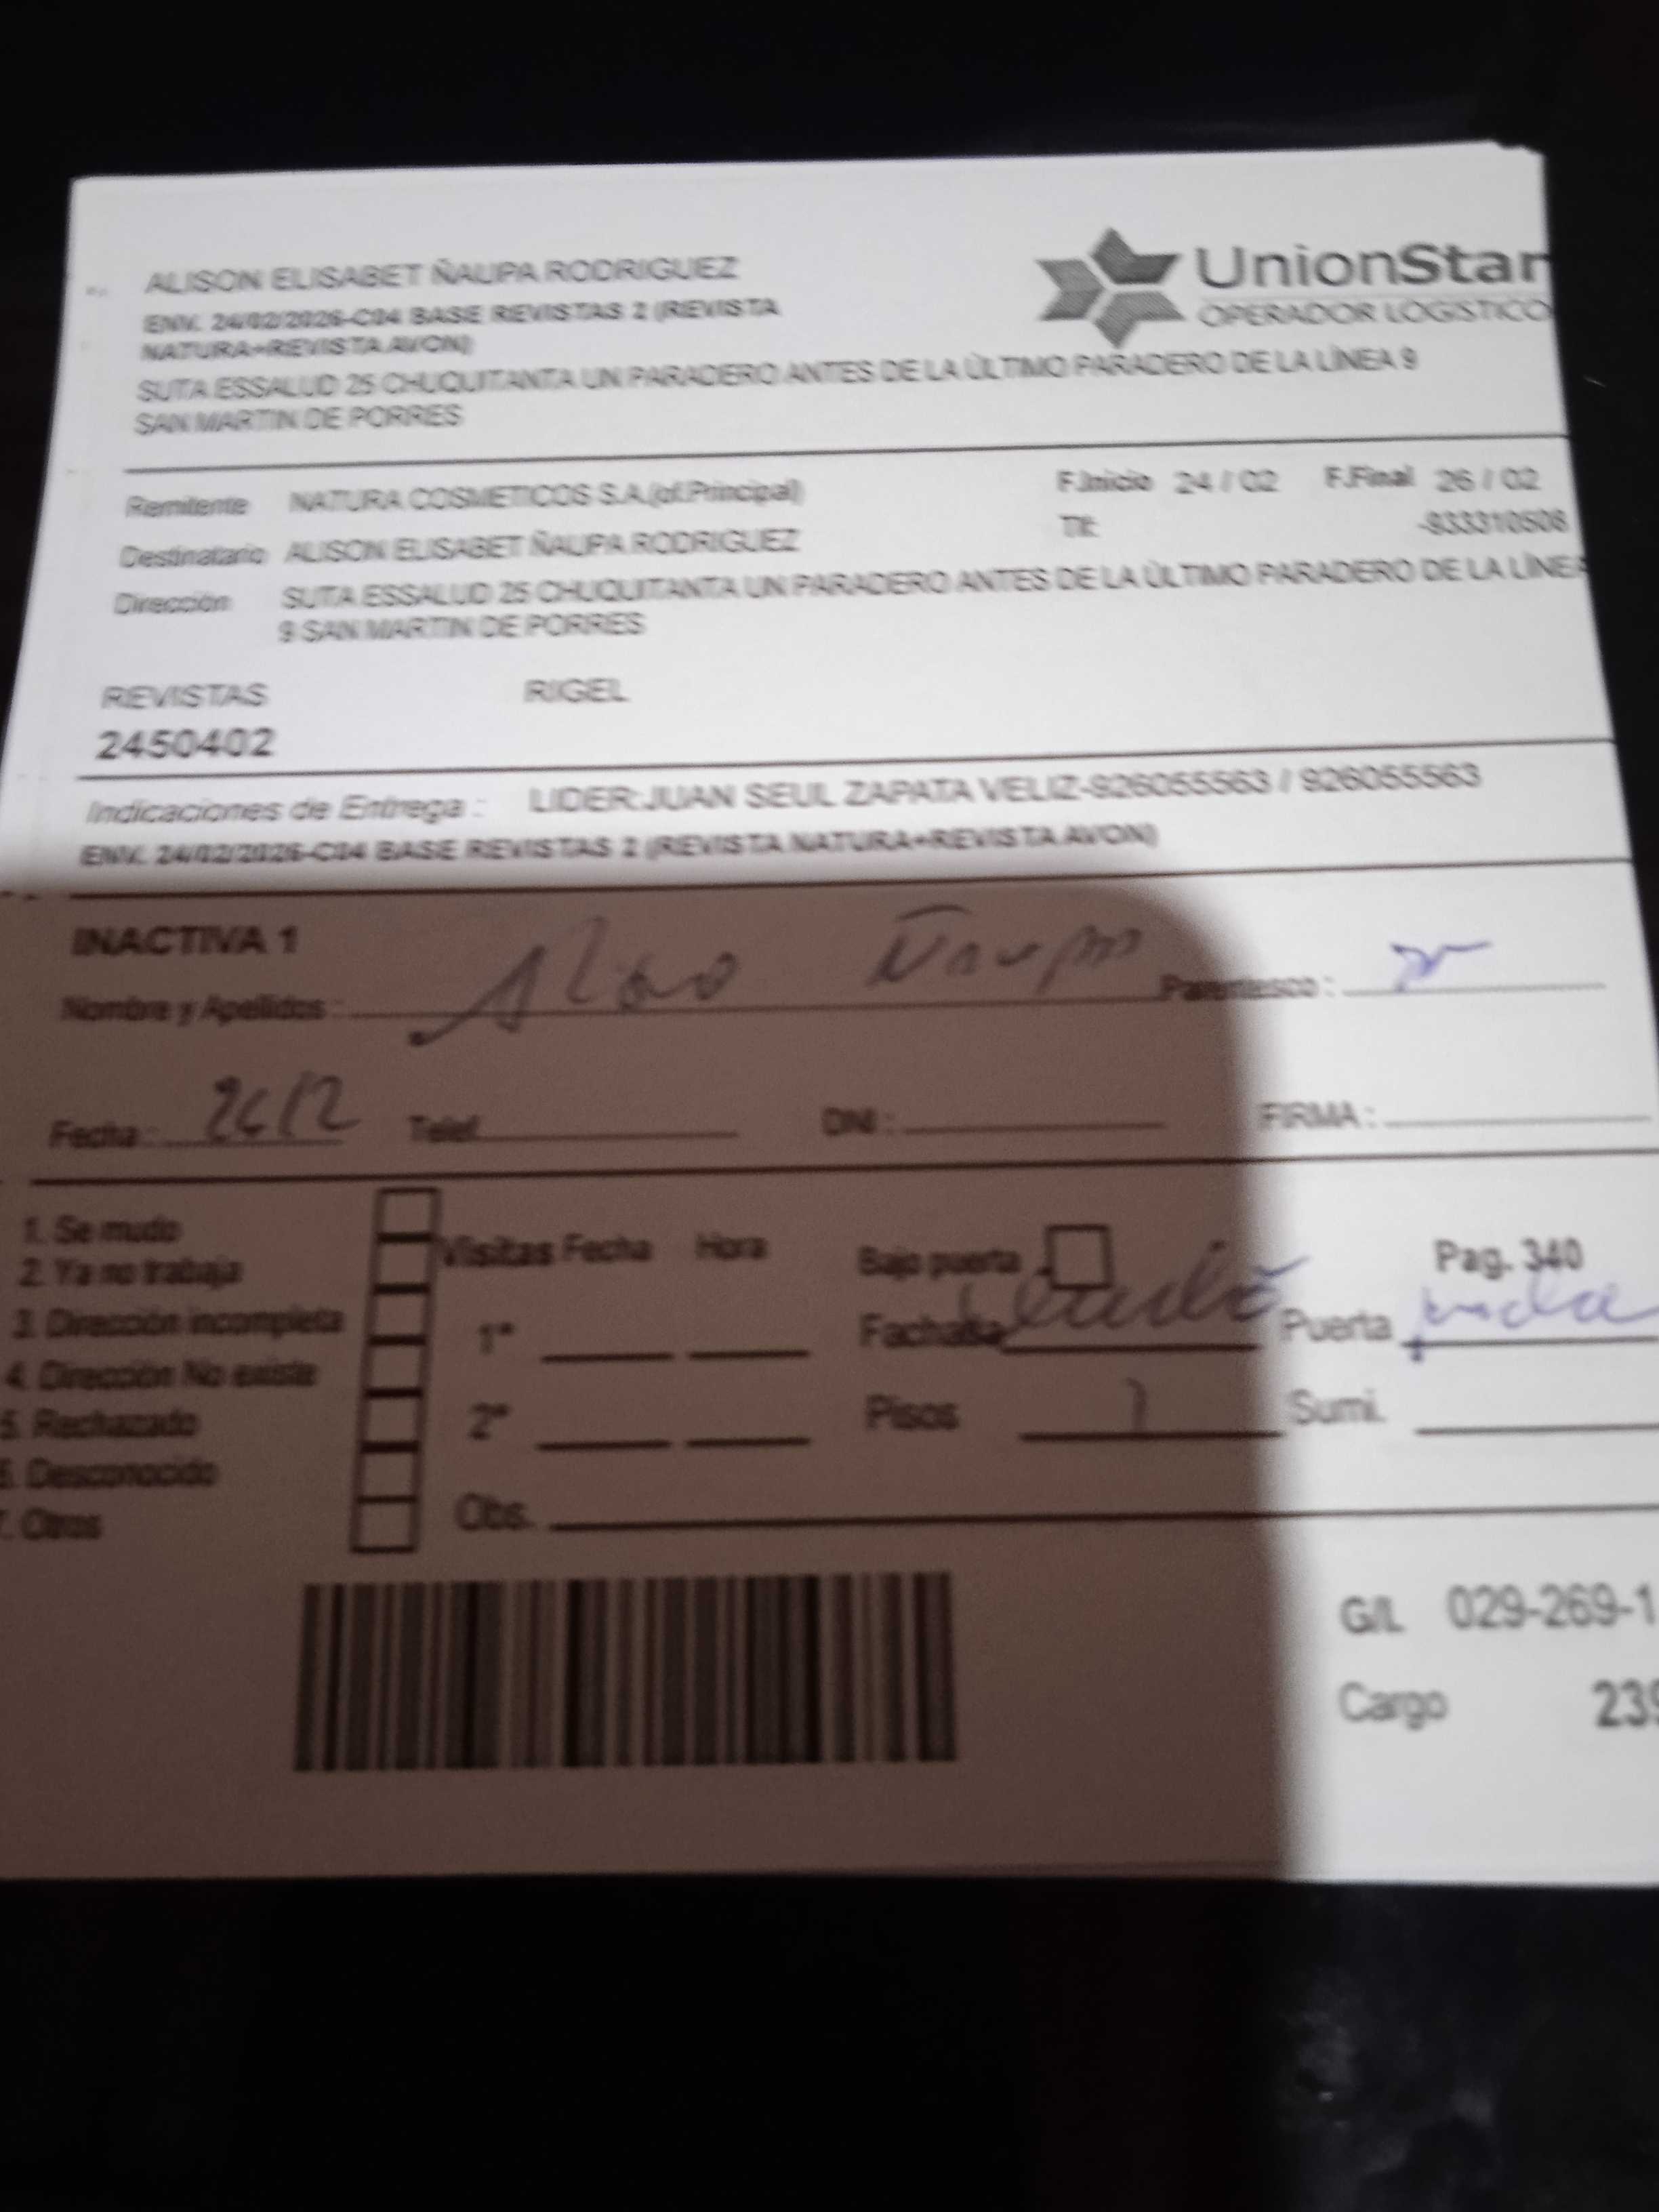 ALISON ELISABET ÑAUPA RODRIGUEZ
UnionStar
OPERADOR LOGISTICO
ENV. 24/02/2026-C04 BASE REVISTAS 2 (REVISTA
NATURA+REVISTA AVON)
SUTA ESSALUD 25 CHUQUITANTA UN PARADERO ANTES DE LA ÙLTIMO PARADERO DE LA LÍNEA 9
SAN MARTIN DE PORRES
Remitente NATURA COSMETICOS S.A.(of.Principal) F.Inicio 24 / 02 F.Final 26 / 02
Destinatario ALISON ELISABET ÑAUPA RODRIGUEZ Tlf: -933310508
Dirección SUTA ESSALUD 25 CHUQUITANTA UN PARADERO ANTES DE LA ÙLTIMO PARADERO DE LA LÍNEA
9 SAN MARTIN DE PORRES
REVISTAS RIGEL
2450402
Indicaciones de Entrega : LIDER:JUAN SEUL ZAPATA VELIZ-926055563 / 926055563
ENV. 24/02/2026-C04 BASE REVISTAS 2 (REVISTA NATURA+REVISTA AVON)
INACTIVA 1
Nombre y Apellidos : Parentesco :
Fecha : 26/2 Telef. DNI : FIRMA :
1. Se mudo
2. Ya no trabaja
3. Dirección incompleta
4. Dirección No existe
5. Rechazado
6. Desconocido
7. Otros
Visitas Fecha Hora
1ª
2ª
Obs.
Bajo puerta Pag. 340
Fachada Puerta
Pisos 1 Sumi.
G/L 029-269-1
Cargo 239